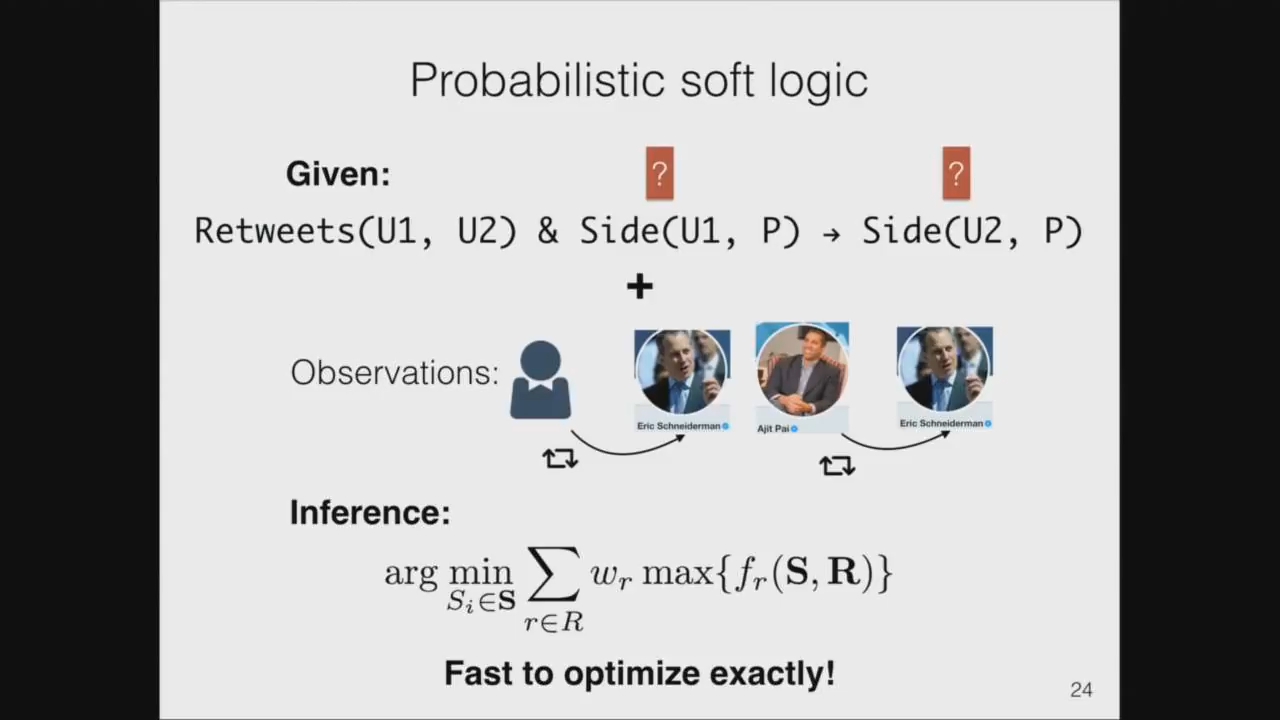 Probabilistic soft logic
Given:
? ?
Retweets(U1, U2) & Side(U1, P) → Side(U2, P)
+
Observations:
Eric Schneiderman Ajit Pai Eric Schneiderman
Inference:
arg min_{S_i∈𝐒} ∑_{r∈R} w_r max{f_r(𝐒, 𝐑)}
Fast to optimize exactly!
24